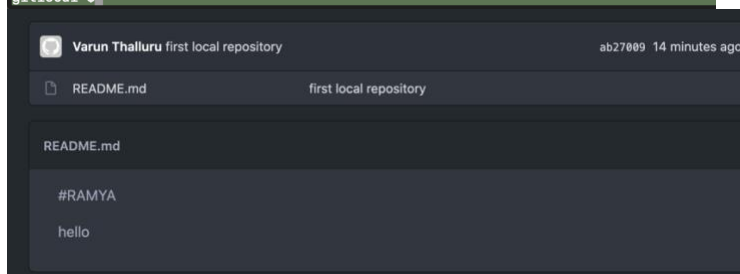 Varun Thalluru first local repository ab27009 14 minutes ago
README.md first local repository
README.md
#RAMYA
hello